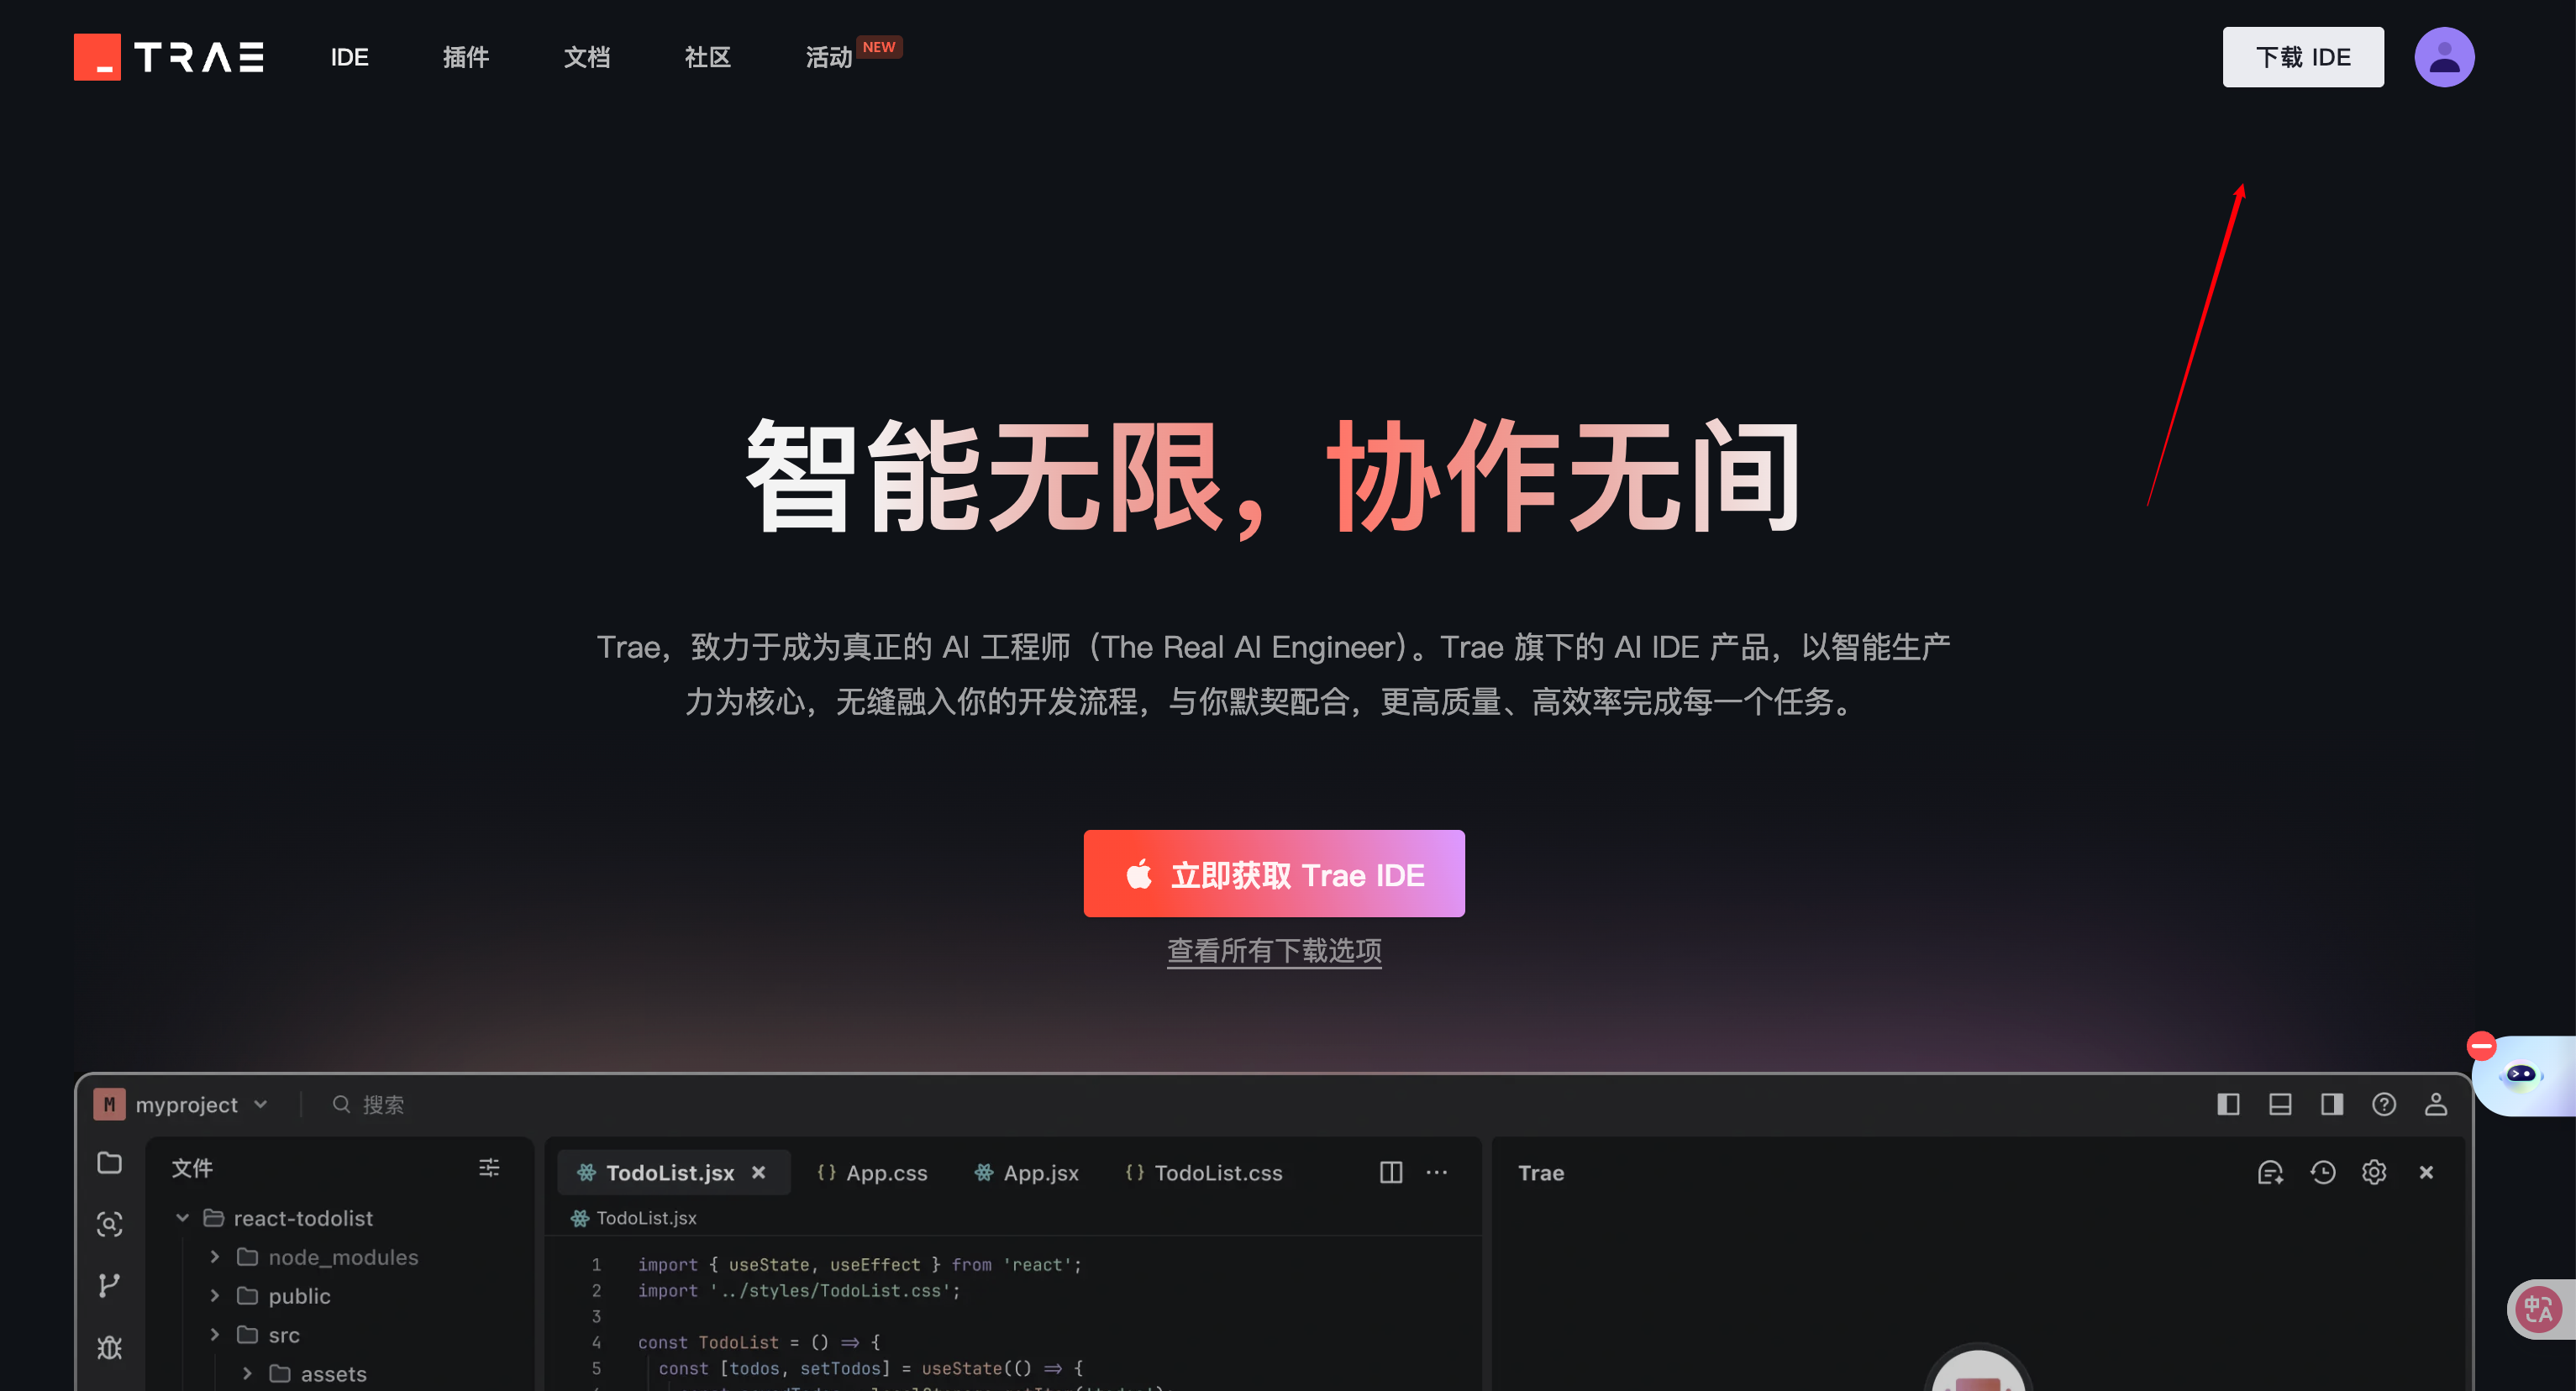 TRAE
IDE
插件
文档
社区
活动 NEW
下载 IDE
智能无限，协作无间
Trae，致力于成为真正的 AI 工程师（The Real AI Engineer）。Trae 旗下的 AI IDE 产品，以智能生产
力为核心，无缝融入你的开发流程，与你默契配合，更高质量、高效率完成每一个任务。
立即获取 Trae IDE
查看所有下载选项
M myproject
搜索
文件
react-todolist
node_modules
public
src
assets
TodoList.jsx
{} App.css
App.jsx
{} TodoList.css
TodoList.jsx
1 import { useState, useEffect } from 'react';
2 import '../styles/TodoList.css';
3
4 const TodoList = () => {
5 const [todos, setTodos] = useState(() => {
Trae
中A